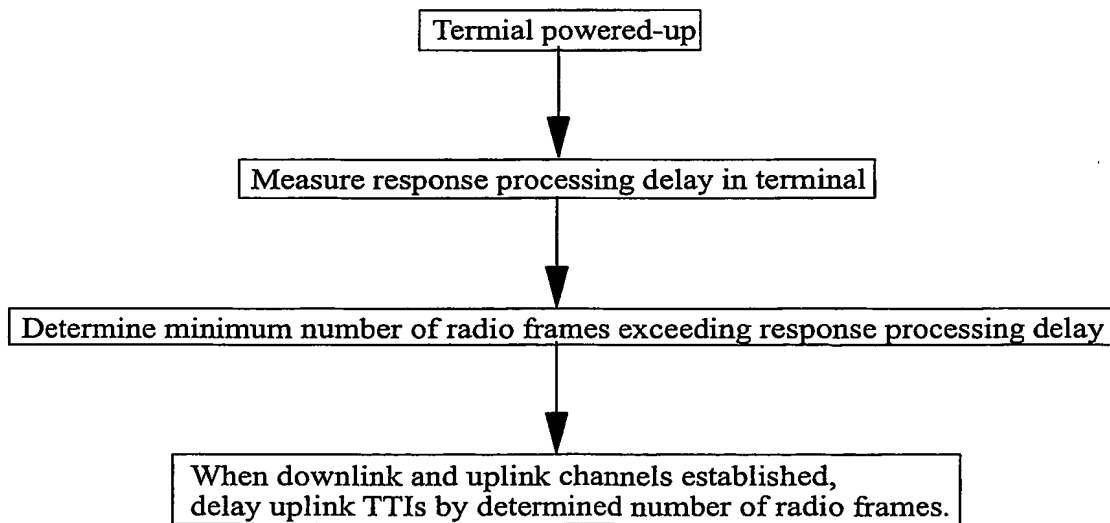 Termial powered-up
Measure response processing delay in terminal
Determine minimum number of radio frames exceeding response processing delay
When downlink and uplink channels established,
delay uplink TTIs by determined number of radio frames.